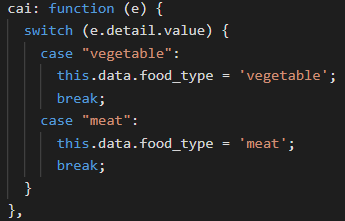 cai: function (e) {
switch (e.detail.value) {
case "vegetable":
this.data.food_type = 'vegetable';
break;
case "meat":
this.data.food_type = 'meat';
break;
}
},